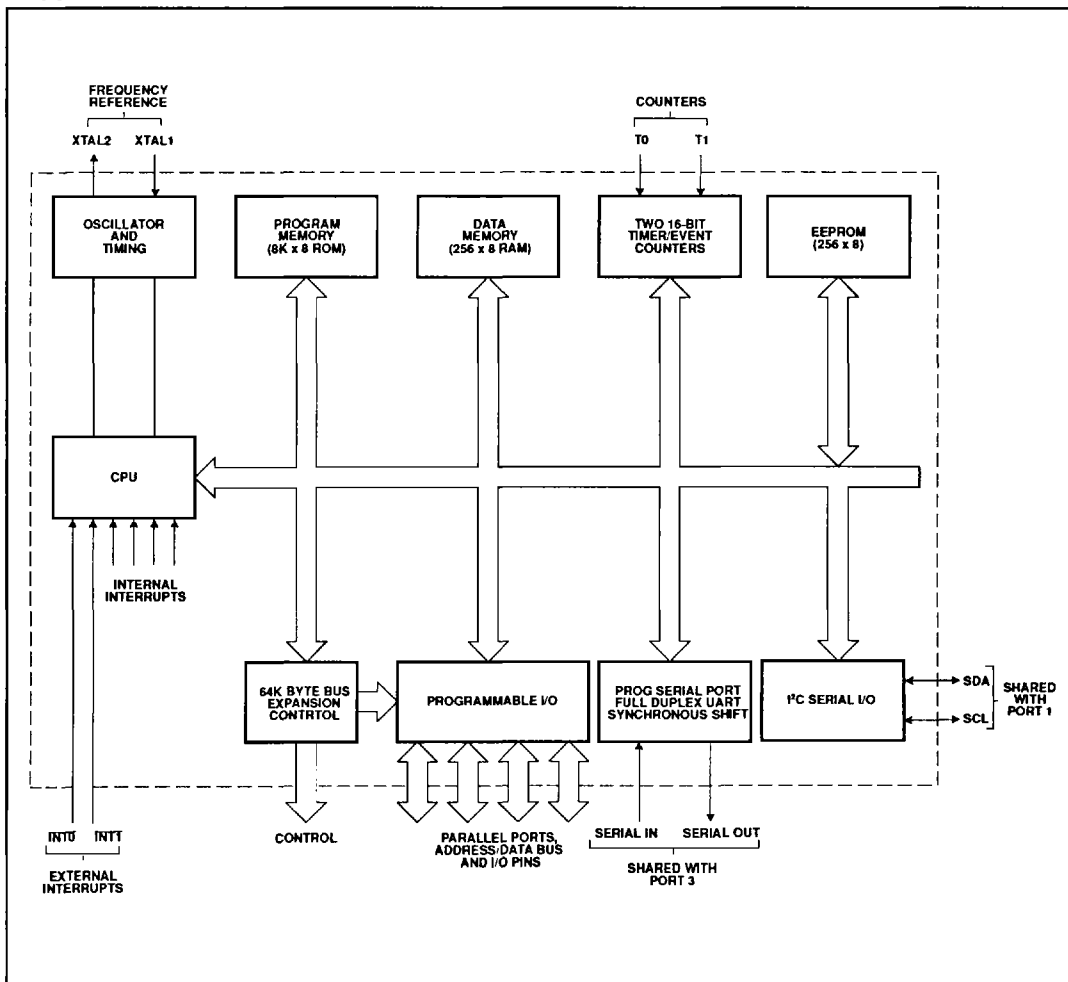 FREQUENCY
REFERENCE
XTAL2 XTAL1
COUNTERS
T0 T1
OSCILLATOR
AND
TIMING
PROGRAM
MEMORY
(8K x 8 ROM)
DATA
MEMORY
(256 x 8 RAM)
TWO 16-BIT
TIMER/EVENT
COUNTERS
EEPROM
(256 x 8)
CPU
INTERNAL
INTERRUPTS
64K BYTE BUS
EXPANSION
CONTRTOL
PROGRAMMABLE I/O
PROG SERIAL PORT
FULL DUPLEX UART
SYNCHRONOUS SHIFT
I²C SERIAL I/O
SDA
SCL
SHARED
WITH
PORT 1
INT0 INT1
EXTERNAL
INTERRUPTS
CONTROL
PARALLEL PORTS,
ADDRESS/DATA BUS
AND I/O PINS
SERIAL IN SERIAL OUT
SHARED WITH
PORT 3